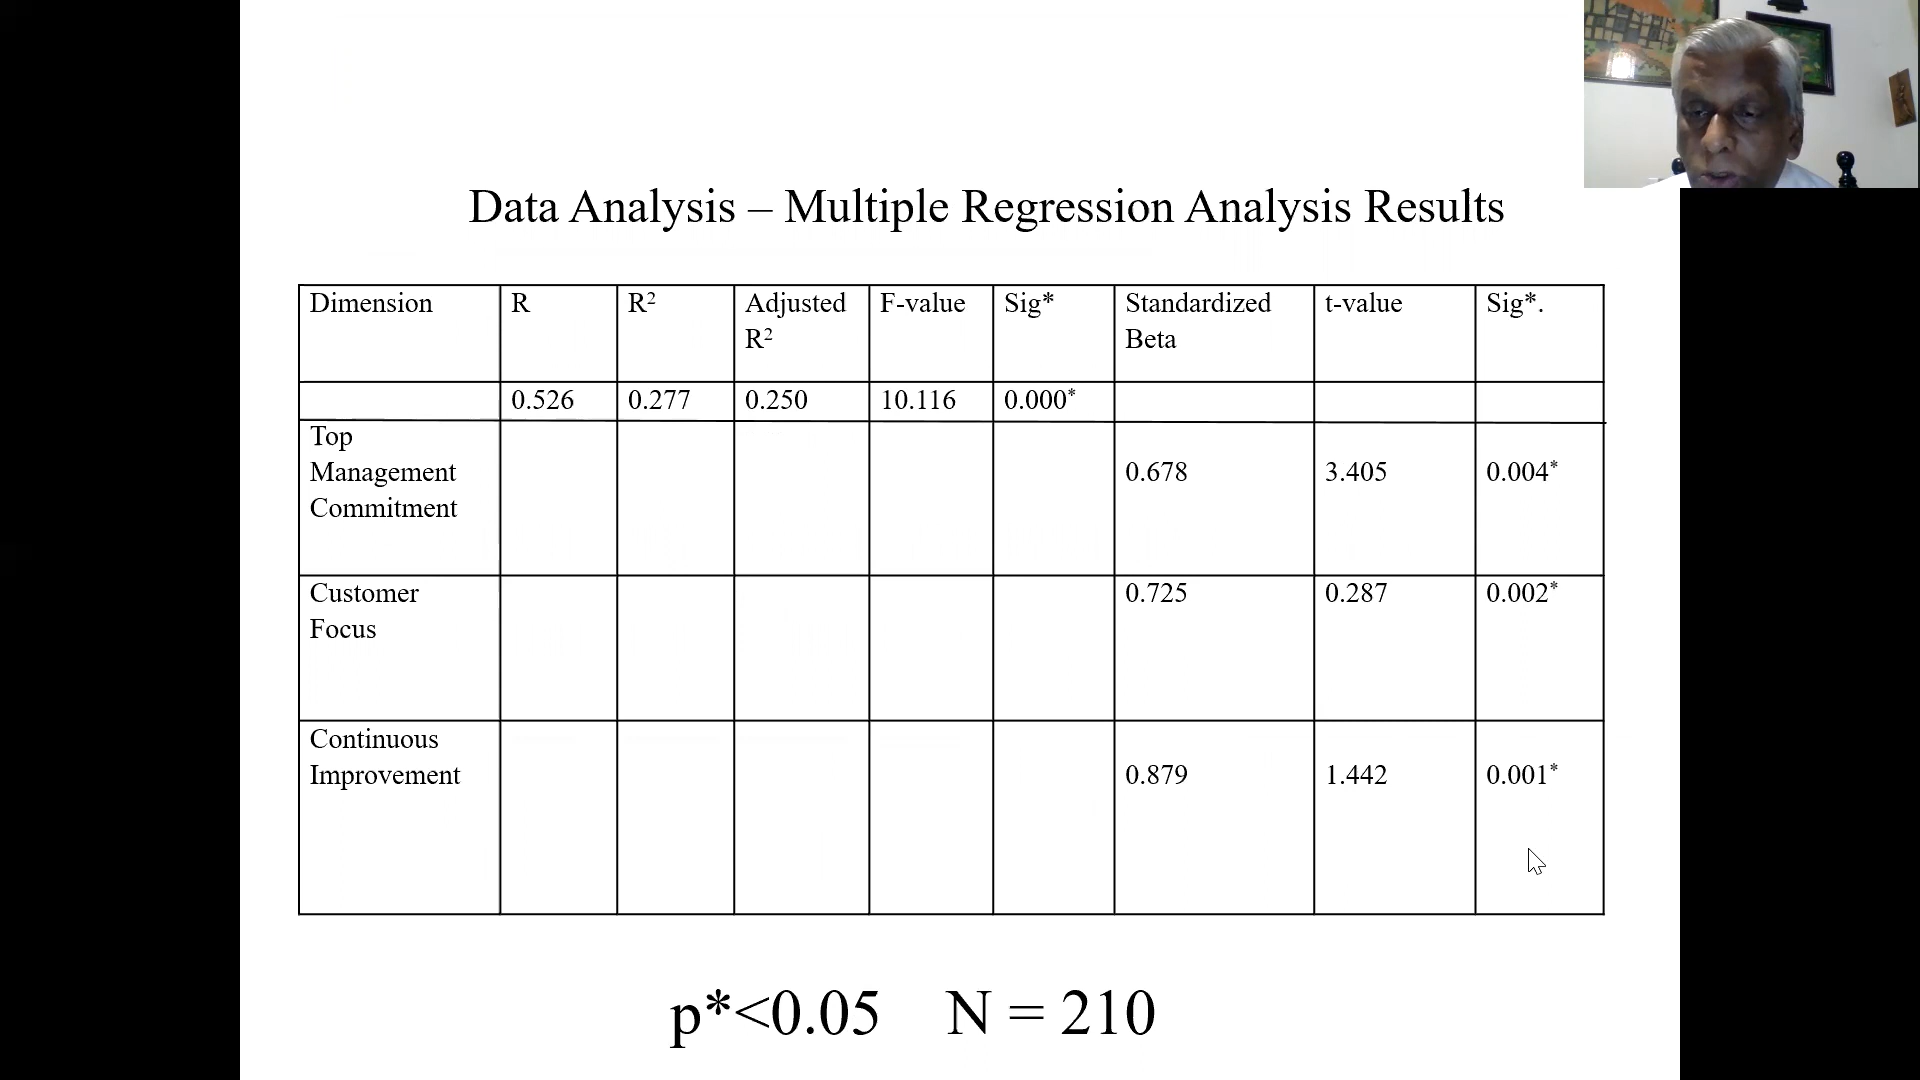 Data Analysis – Multiple Regression Analysis Results
Dimension R R² Adjusted F-value Sig* Standardized t-value Sig*.
R² Beta
0.526 0.277 0.250 10.116 0.000*
Top
Management 0.678 3.405 0.004*
Commitment
Customer 0.725 0.287 0.002*
Focus
Continuous
Improvement 0.879 1.442 0.001*
p*<0.05 N = 210